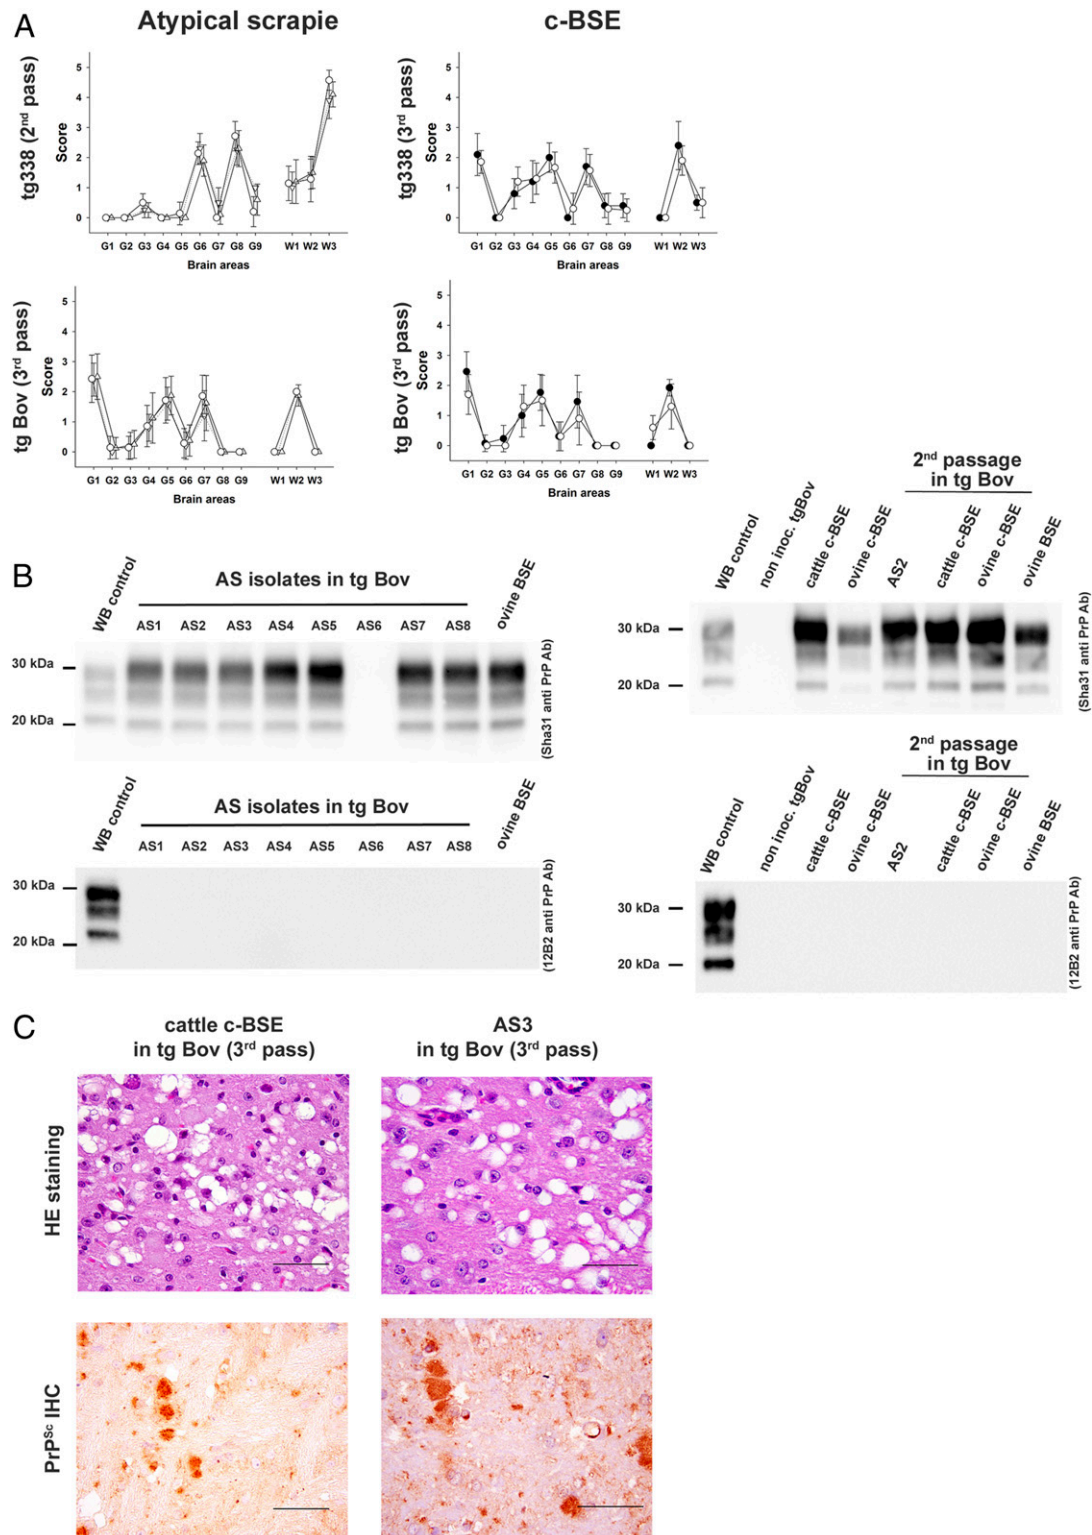 A
Atypical scrapie
c-BSE
tg338 (2nd pass)
Score
5
4
3
2
1
0
G1 G2 G3 G4 G5 G6 G7 G8 G9 W1 W2 W3
Brain areas
tg338 (3rd pass)
Score
5
4
3
2
1
0
G1 G2 G3 G4 G5 G6 G7 G8 G9 W1 W2 W3
Brain areas
tg Bov (3rd pass)
Score
5
4
3
2
1
0
G1 G2 G3 G4 G5 G6 G7 G8 G9 W1 W2 W3
Brain areas
tg Bov (3rd pass)
Score
5
4
3
2
1
0
G1 G2 G3 G4 G5 G6 G7 G8 G9 W1 W2 W3
Brain areas
B
WB control
AS isolates in tg Bov
AS1 AS2 AS3 AS4 AS5 AS6 AS7 AS8
ovine BSE
30 kDa
20 kDa
(Sha31 anti PrP Ab)
2nd passage
in tg Bov
WB control
non inoc. tgBov
cattle c-BSE
ovine c-BSE
AS2
cattle c-BSE
ovine c-BSE
ovine BSE
30 kDa
20 kDa
(Sha31 anti PrP Ab)
WB control
AS isolates in tg Bov
AS1 AS2 AS3 AS4 AS5 AS6 AS7 AS8
ovine BSE
30 kDa
20 kDa
(12B2 anti PrP Ab)
2nd passage
in tg Bov
WB control
non inoc. tgBov
cattle c-BSE
ovine c-BSE
AS2
cattle c-BSE
ovine c-BSE
ovine BSE
30 kDa
20 kDa
(12B2 anti PrP Ab)
C
cattle c-BSE
in tg Bov (3rd pass)
AS3
in tg Bov (3rd pass)
HE staining
PrPSc IHC